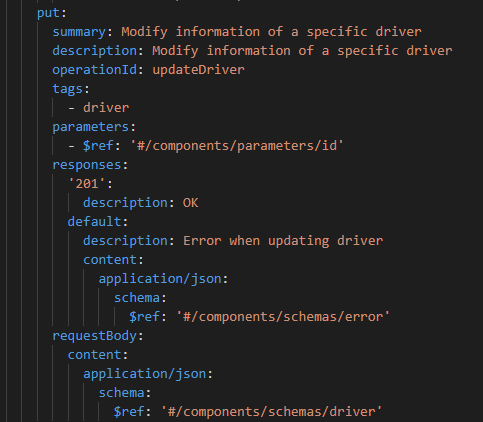 put:
  summary: Modify information of a specific driver
  description: Modify information of a specific driver
  operationId: updateDriver
  tags:
    - driver
  parameters:
    - $ref: '#/components/parameters/id'
  responses:
    '201':
      description: OK
    default:
      description: Error when updating driver
      content:
        application/json:
          schema:
            $ref: '#/components/schemas/error'
  requestBody:
    content:
      application/json:
        schema:
          $ref: '#/components/schemas/driver'